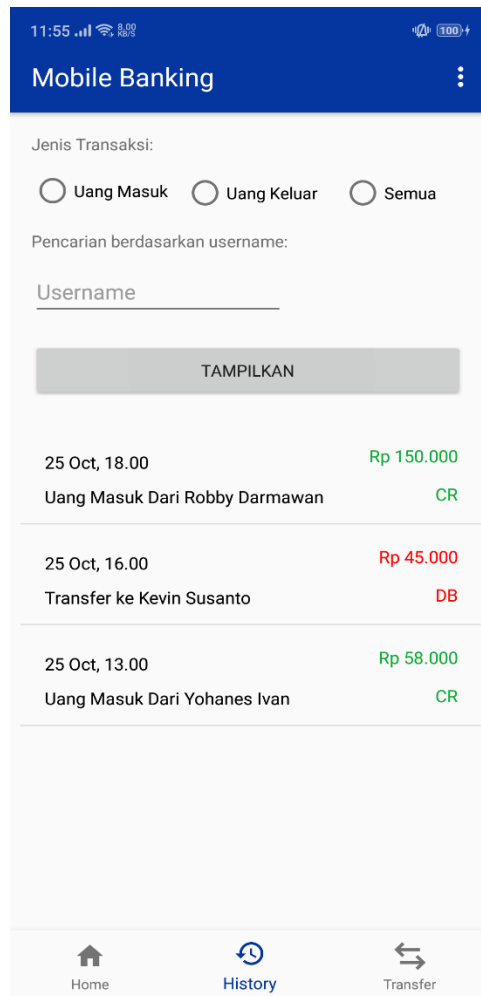 11:55 8.00 KB/S 100
Mobile Banking
Jenis Transaksi:
Uang Masuk Uang Keluar Semua
Pencarian berdasarkan username:
Username
TAMPILKAN
25 Oct, 18.00 Rp 150.000
Uang Masuk Dari Robby Darmawan CR
25 Oct, 16.00 Rp 45.000
Transfer ke Kevin Susanto DB
25 Oct, 13.00 Rp 58.000
Uang Masuk Dari Yohanes Ivan CR
Home History Transfer